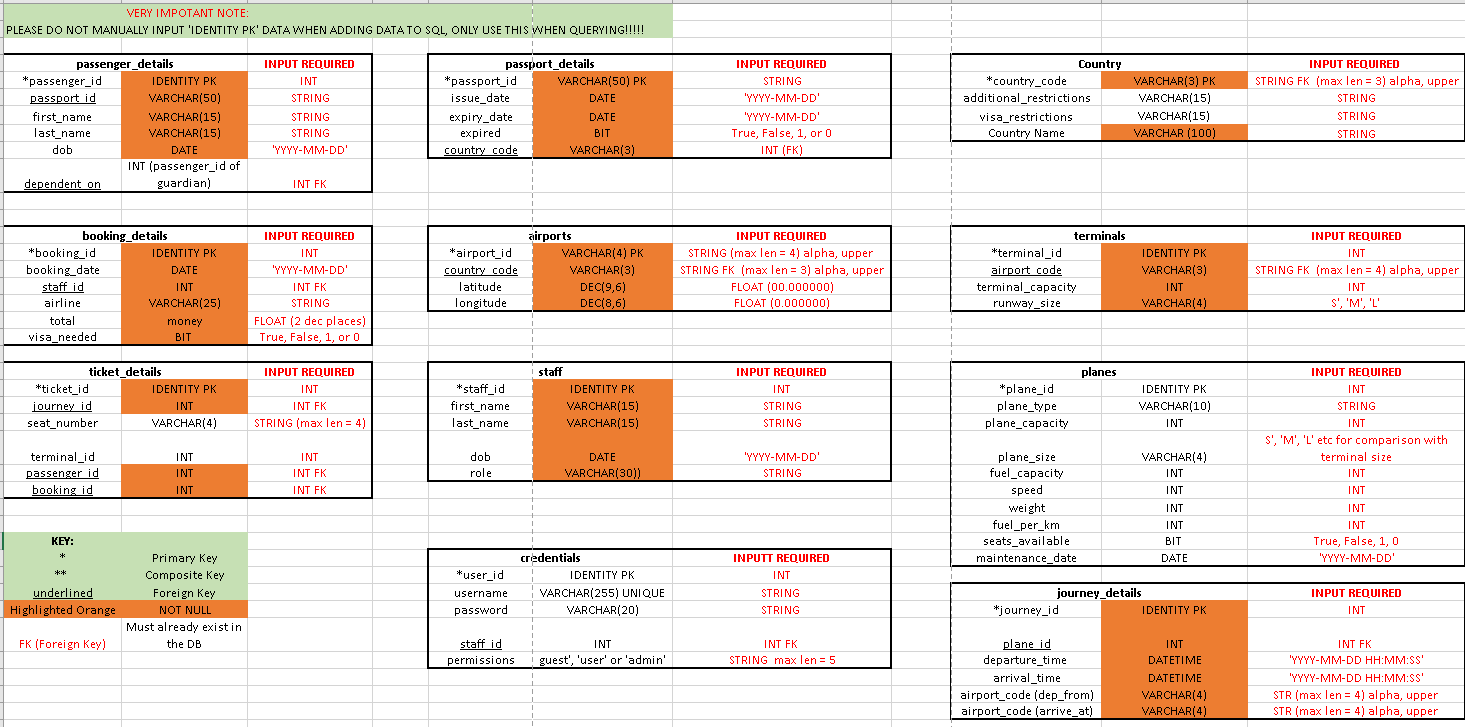 VERY IMPOTANT NOTE:
PLEASE DO NOT MANUALLY INPUT 'IDENTITY PK' DATA WHEN ADDING DATA TO SQL, ONLY USE THIS WHEN QUERYING!!!!!
passenger_details INPUT REQUIRED
*passenger_id IDENTITY PK INT
passport_id VARCHAR(50) STRING
first_name VARCHAR(15) STRING
last_name VARCHAR(15) STRING
dob DATE 'YYYY-MM-DD'
INT (passenger_id of
dependent_on guardian) INT FK
passport_details INPUT REQUIRED
*passport_id VARCHAR(50) PK STRING
issue_date DATE 'YYYY-MM-DD'
expiry_date DATE 'YYYY-MM-DD'
expired BIT True, False, 1, or 0
country_code VARCHAR(3) INT (FK)
Country INPUT REQUIRED
*country_code VARCHAR(3) PK STRING FK (max len = 3) alpha, upper
additional_restrictions VARCHAR(15) STRING
visa_restrictions VARCHAR(15) STRING
Country Name VARCHAR (100) STRING
booking_details INPUT REQUIRED
*booking_id IDENTITY PK INT
booking_date DATE 'YYYY-MM-DD'
staff_id INT INT FK
airline VARCHAR(25) STRING
total money FLOAT (2 dec places)
visa_needed BIT True, False, 1, or 0
airports INPUT REQUIRED
*airport_id VARCHAR(4) PK STRING (max len = 4) alpha, upper
country_code VARCHAR(3) STRING FK (max len = 3) alpha, upper
latitude DEC(9,6) FLOAT (00.000000)
longitude DEC(8,6) FLOAT (0.000000)
terminals INPUT REQUIRED
*terminal_id IDENTITY PK INT
airport_code VARCHAR(3) STRING FK (max len = 4) alpha, upper
terminal_capacity INT INT
runway_size VARCHAR(4) S', 'M', 'L'
ticket_details INPUT REQUIRED
*ticket_id IDENTITY PK INT
journey_id INT INT FK
seat_number VARCHAR(4) STRING (max len = 4)
terminal_id INT INT
passenger_id INT INT FK
booking_id INT INT FK
staff INPUT REQUIRED
*staff_id IDENTITY PK INT
first_name VARCHAR(15) STRING
last_name VARCHAR(15) STRING
dob DATE 'YYYY-MM-DD'
role VARCHAR(30)) STRING
planes INPUT REQUIRED
*plane_id IDENTITY PK INT
plane_type VARCHAR(10) STRING
plane_capacity INT INT
S', 'M', 'L' etc for comparison with
plane_size VARCHAR(4) terminal size
fuel_capacity INT INT
speed INT INT
weight INT INT
fuel_per_km INT INT
seats_available BIT True, False, 1, 0
maintenance_date DATE 'YYYY-MM-DD'
KEY:
* Primary Key
** Composite Key
underlined Foreign Key
Highlighted Orange NOT NULL
Must already exist in
FK (Foreign Key) the DB
credentials INPUTT REQUIRED
*user_id IDENTITY PK INT
username VARCHAR(255) UNIQUE STRING
password VARCHAR(20) STRING
staff_id INT INT FK
permissions guest', 'user' or 'admin' STRING max len = 5
journey_details INPUT REQUIRED
*journey_id IDENTITY PK INT
plane_id INT INT FK
departure_time DATETIME 'YYYY-MM-DD HH:MM:SS'
arrival_time DATETIME 'YYYY-MM-DD HH:MM:SS'
airport_code (dep_from) VARCHAR(4) STR (max len = 4) alpha, upper
airport_code (arrive_at) VARCHAR(4) STR (max len = 4) alpha, upper